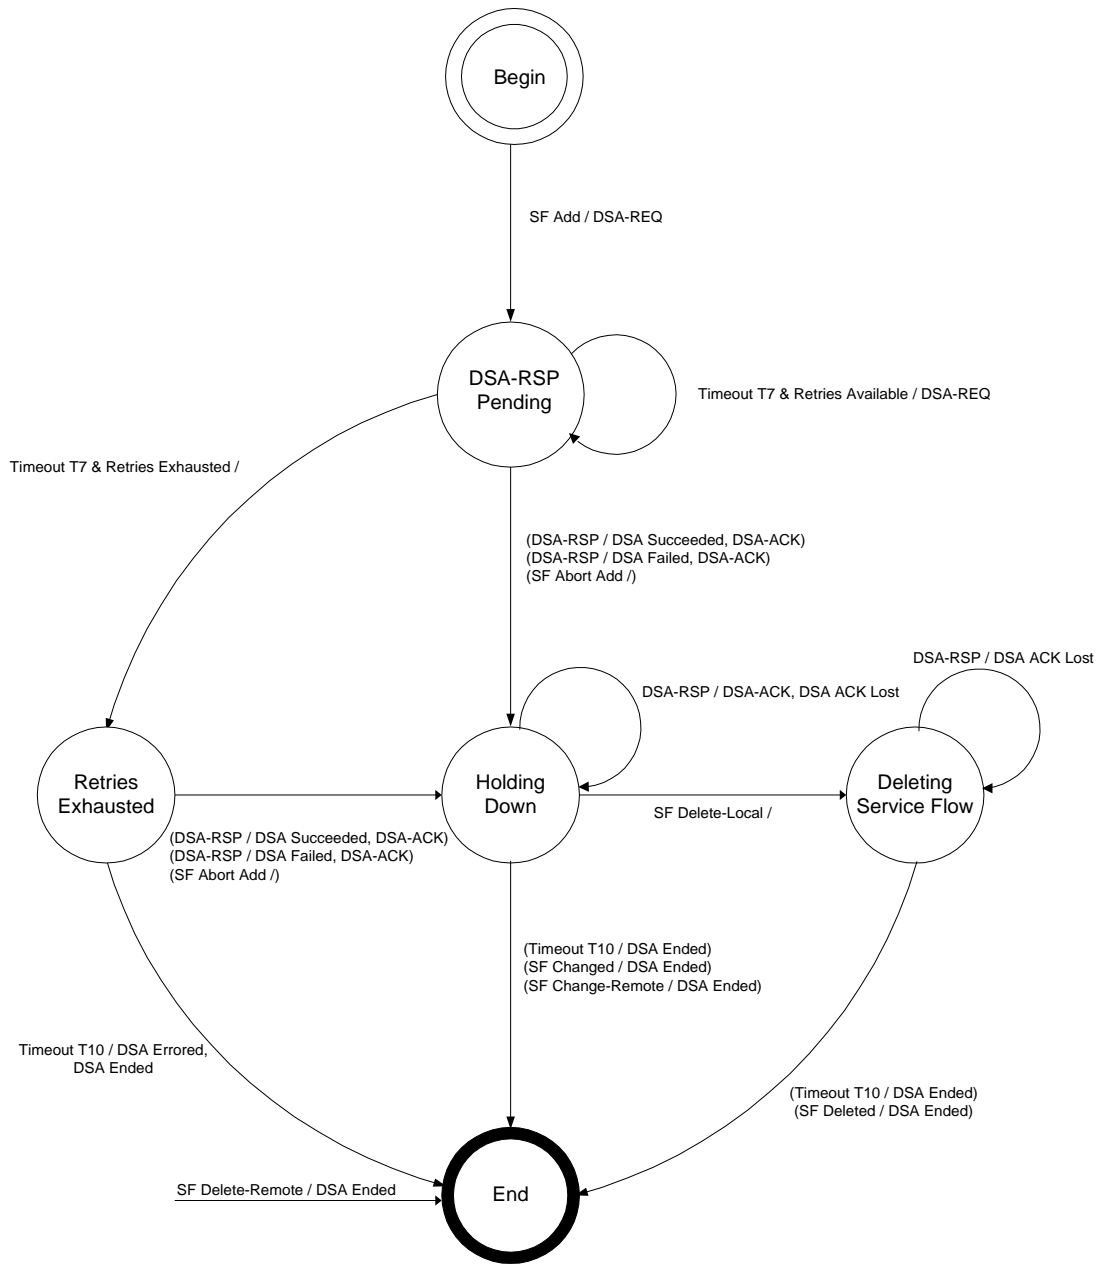 Begin
SF Add / DSA-REQ
DSA-RSP
Pending
Timeout T7 & Retries Available / DSA-REQ
Timeout T7 & Retries Exhausted /
(DSA-RSP / DSA Succeeded, DSA-ACK)
(DSA-RSP / DSA Failed, DSA-ACK)
(SF Abort Add /)
DSA-RSP / DSA ACK Lost
DSA-RSP / DSA-ACK, DSA ACK Lost
Retries
Exhausted
Holding
Down
Deleting
Service Flow
SF Delete-Local /
(DSA-RSP / DSA Succeeded, DSA-ACK)
(DSA-RSP / DSA Failed, DSA-ACK)
(SF Abort Add /)
(Timeout T10 / DSA Ended)
(SF Changed / DSA Ended)
(SF Change-Remote / DSA Ended)
Timeout T10 / DSA Errored,
DSA Ended
(Timeout T10 / DSA Ended)
(SF Deleted / DSA Ended)
SF Delete-Remote / DSA Ended
End